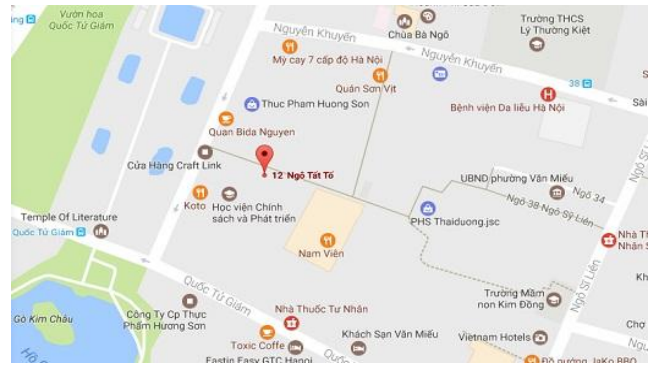 Vườn hoa
Quốc Tử Giám
Nguyễn Khuyến
Chùa Bà Ngô
Trường THCS
Lý Thường Kiệt
Mỳ cay 7 cấp độ Hà Nội
Nguyễn Khuyến
Quán Sơn Vịt
38
Thuc Pham Huong Son
Bệnh viện Da liễu Hà Nội
Sài
Quan Bida Nguyen
Cửa Hàng Craft Link
12 Ngô Tất Tố
UBND phường Văn Miếu
Ngõ 34
Ngõ 38 Ngô Sỹ Liên
Ngô Sĩ Liên
Koto
Học viện Chính
sách và Phát triển
PHS Thaiduong.jsc
Temple Of Literature
Quốc Tử Giám
Nam Viên
Nhà T
Nhân S
Quốc Tử Giám
Kh
Trường Mầm
non Kim Đồng
Ngô Sĩ Liên
Gò Kim Châu
Công Ty Cp Thực
Phẩm Hương Sơn
Nhà Thuốc Tư Nhân
Chợ
Toxic Coffe
Khách Sạn Văn Miếu
Vietnam Hotels
Eastin Easy GTC Hanoi
Quốc
Đồ nướng JaKo BBQ